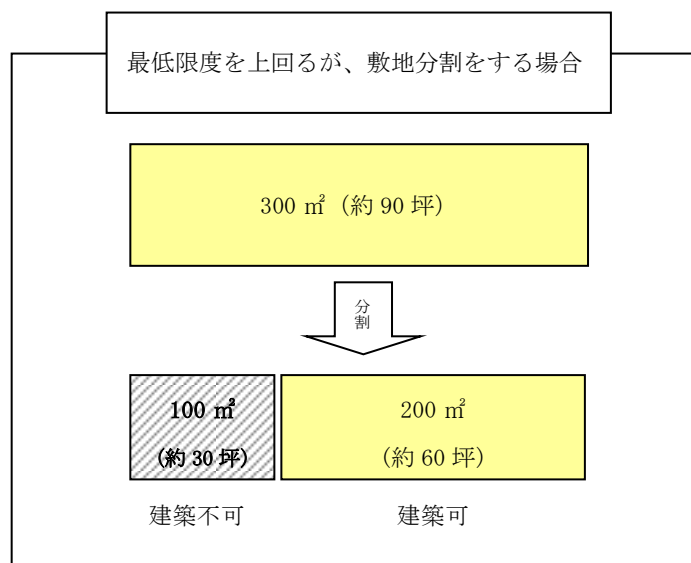 最低限度を上回るが、敷地分割をする場合
300 ㎡（約 90 坪）
分割
100 ㎡
（約 30 坪）
200 ㎡
（約 60 坪）
建築不可
建築可